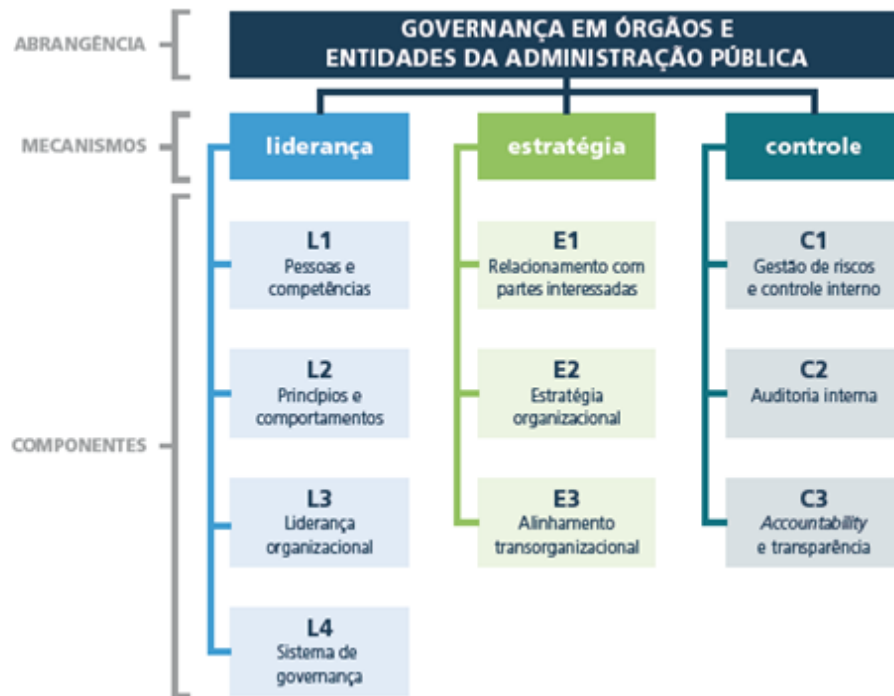 ABRANGÊNCIA
GOVERNANÇA EM ÓRGÃOS E
ENTIDADES DA ADMINISTRAÇÃO PÚBLICA
MECANISMOS
liderança
estratégia
controle
COMPONENTES
L1
Pessoas e
competências
L2
Princípios e
comportamentos
L3
Liderança
organizacional
L4
Sistema de
governança
E1
Relacionamento com
partes interessadas
E2
Estratégia
organizacional
E3
Alinhamento
transorganizacional
C1
Gestão de riscos
e controle interno
C2
Auditoria interna
C3
Accountability
e transparência